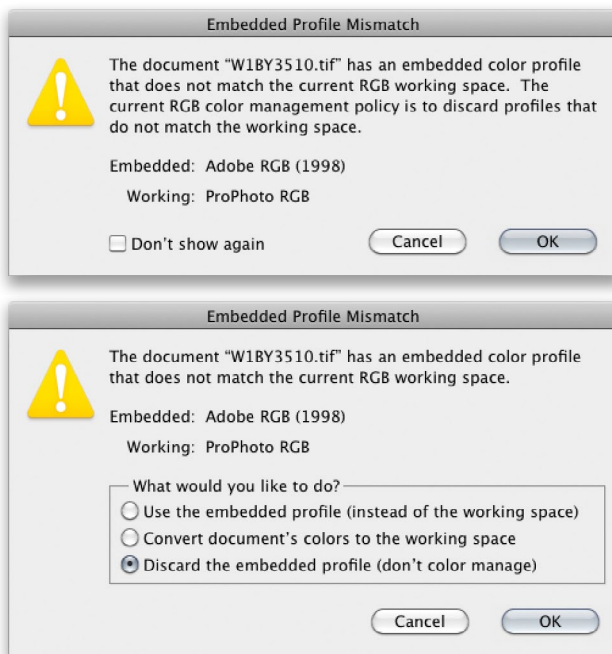 Embedded Profile Mismatch
The document “W1BY3510.tif” has an embedded color profile
that does not match the current RGB working space.  The
current RGB color management policy is to discard profiles that
do not match the working space.
Embedded: Adobe RGB (1998)
Working: ProPhoto RGB
Don't show again
Cancel
OK
Embedded Profile Mismatch
The document “W1BY3510.tif” has an embedded color profile
that does not match the current RGB working space.
Embedded: Adobe RGB (1998)
Working: ProPhoto RGB
What would you like to do?
Use the embedded profile (instead of the working space)
Convert document's colors to the working space
Discard the embedded profile (don't color manage)
Cancel
OK